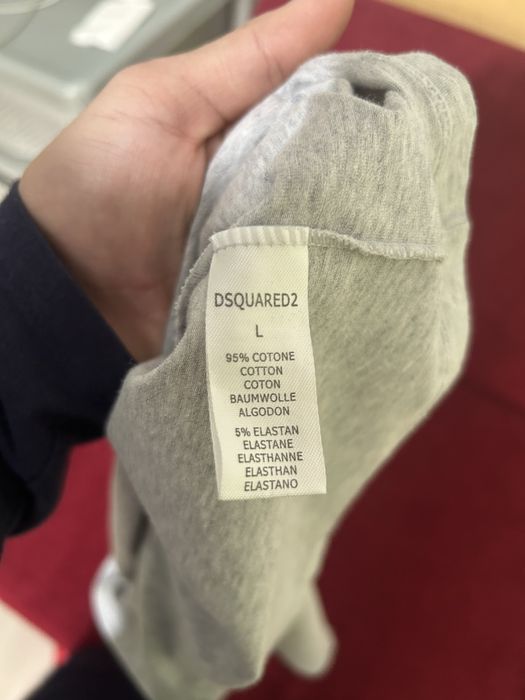 DSQUARED2
L
95% COTONE
COTTON
COTON
BAUMWOLLE
ALGODON
5% ELASTAN
ELASTANE
ELASTHANNE
ELASTHAN
ELASTANO